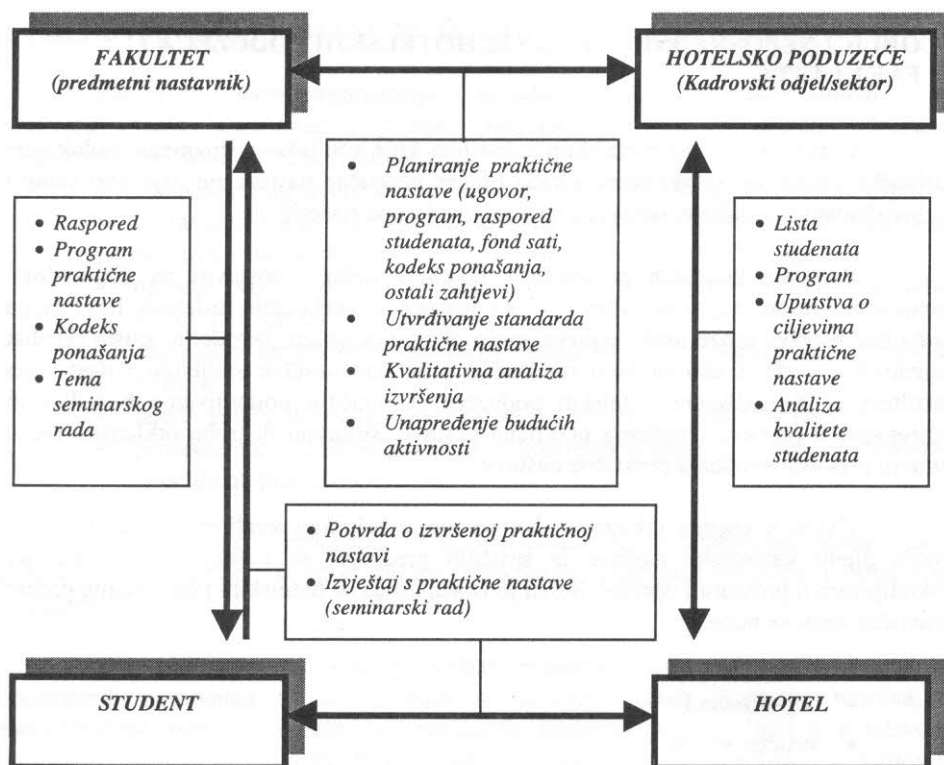 FAKULTET
(predmetni nastavnik)
HOTELSKO PODUZEĆE
(Kadrovski odjel/sektor)
• Raspored
• Program
praktične
nastave
• Kodeks
ponašanja
• Tema
seminarskog
rada
• Planiranje praktične
nastave (ugovor,
program, raspored
studenata, fond sati,
kodeks ponašanja,
ostali zahtjevi)
• Utvrđivanje standarda
praktične nastave
• Kvalitativna analiza
izvršenja
• Unapređenje budućih
aktivnosti
• Lista
studenata
• Program
• Uputstva o
ciljevima
praktične
nastave
• Analiza
kvalitete
studenata
• Potvrda o izvršenoj praktičnoj
nastavi
• Izvještaj s praktične nastave
(seminarski rad)
STUDENT
HOTEL